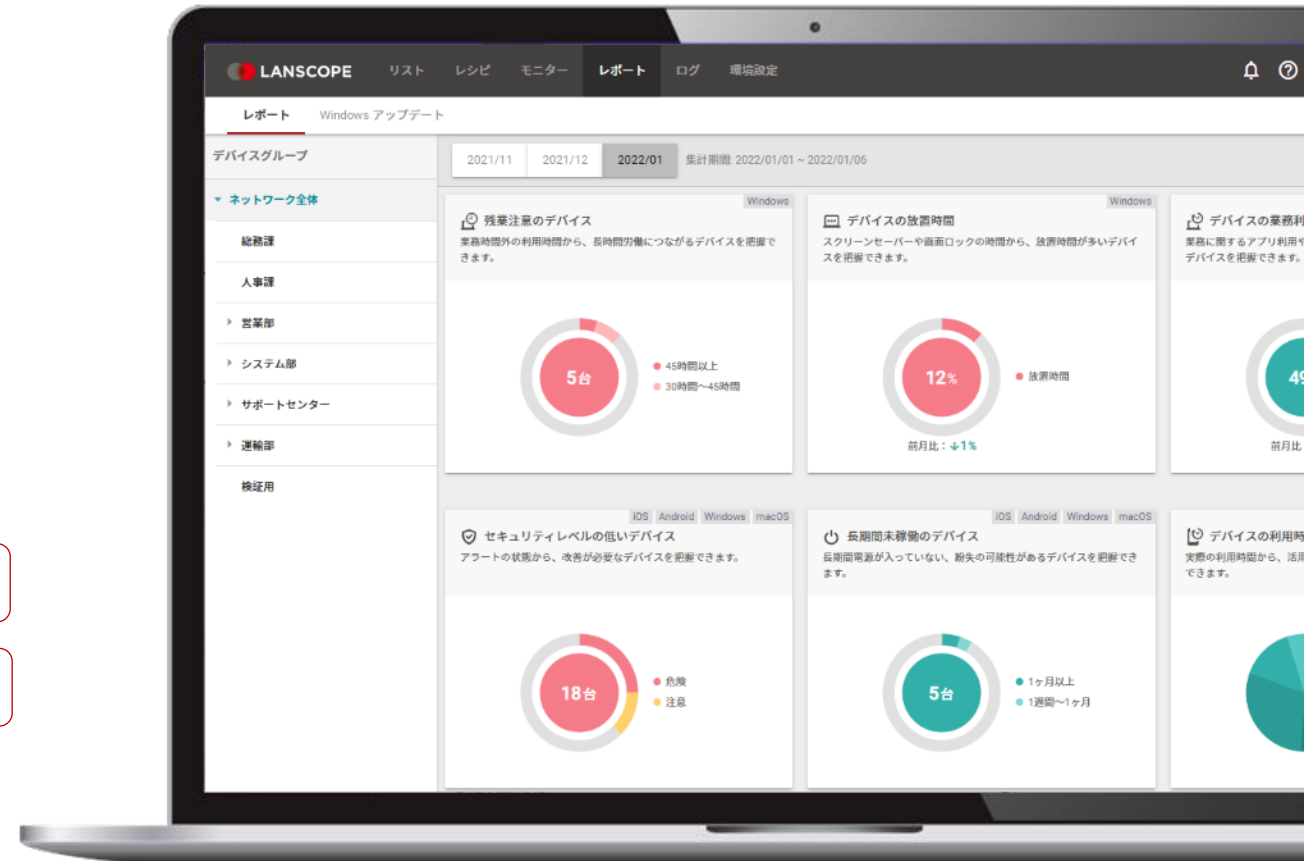 LANSCOPE リスト レシピ モニター レポート ログ 環境設定
レポート Windows アップデート
デバイスグループ
ネットワーク全体
総務課
人事課
営業部
システム部
サポートセンター
運輸部
検証用
2021/11 2021/12 2022/01 集計期間: 2022/01/01 ~ 2022/01/06
Windows
残業注意のデバイス
業務時間外の利用時間から、長時間労働につながるデバイスを把握で
きます。
5台
45時間以上
30時間〜45時間
Windows
デバイスの放置時間
スクリーンセーバーや画面ロックの時間から、放置時間が多いデバイ
スを把握できます。
12%
放置時間
前月比：↓1%
デバイスの業務利
業務に関するアプリ利用や
デバイスを把握できます。
49
前月比
iOS Android Windows macOS
セキュリティレベルの低いデバイス
アラートの状態から、改善が必要なデバイスを把握できます。
18台
危険
注意
iOS Android Windows macOS
長期間未稼働のデバイス
長期間電源が入っていない、紛失の可能性があるデバイスを把握でき
ます。
5台
1ヶ月以上
1週間〜1ヶ月
デバイスの利用時
実際の利用時間から、活用
できます。